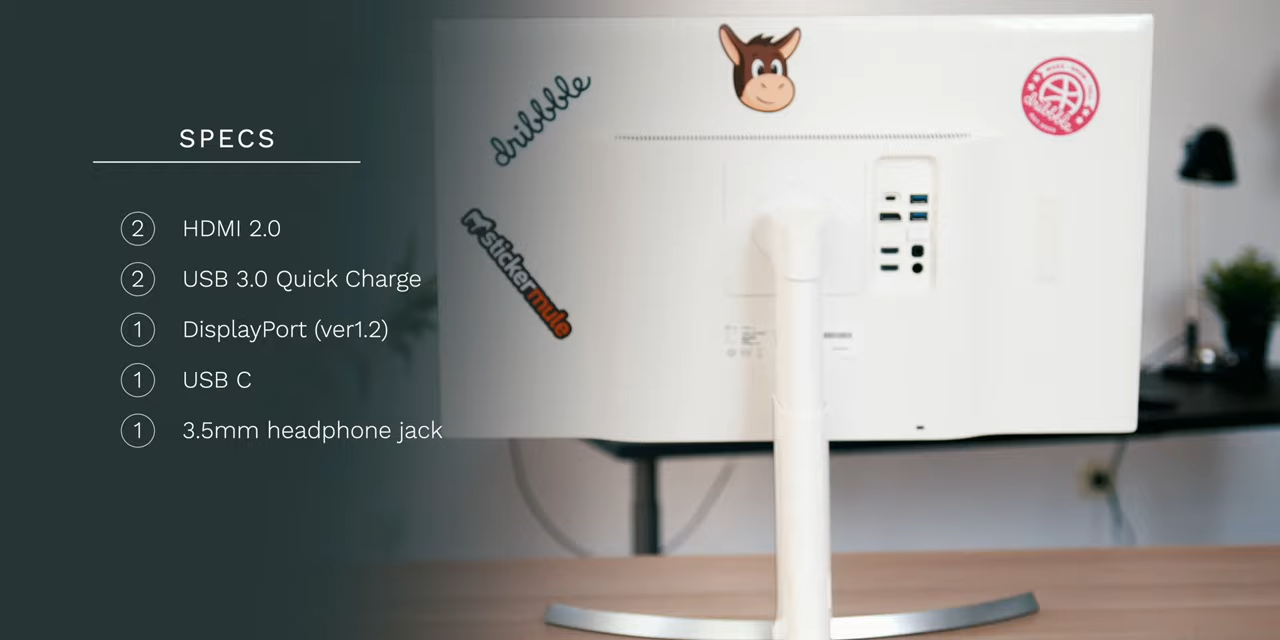 SPECS
2 HDMI 2.0
2 USB 3.0 Quick Charge
1 DisplayPort (ver1.2)
1 USB C
1 3.5mm headphone jack
dribbble
stickermule
dribbble